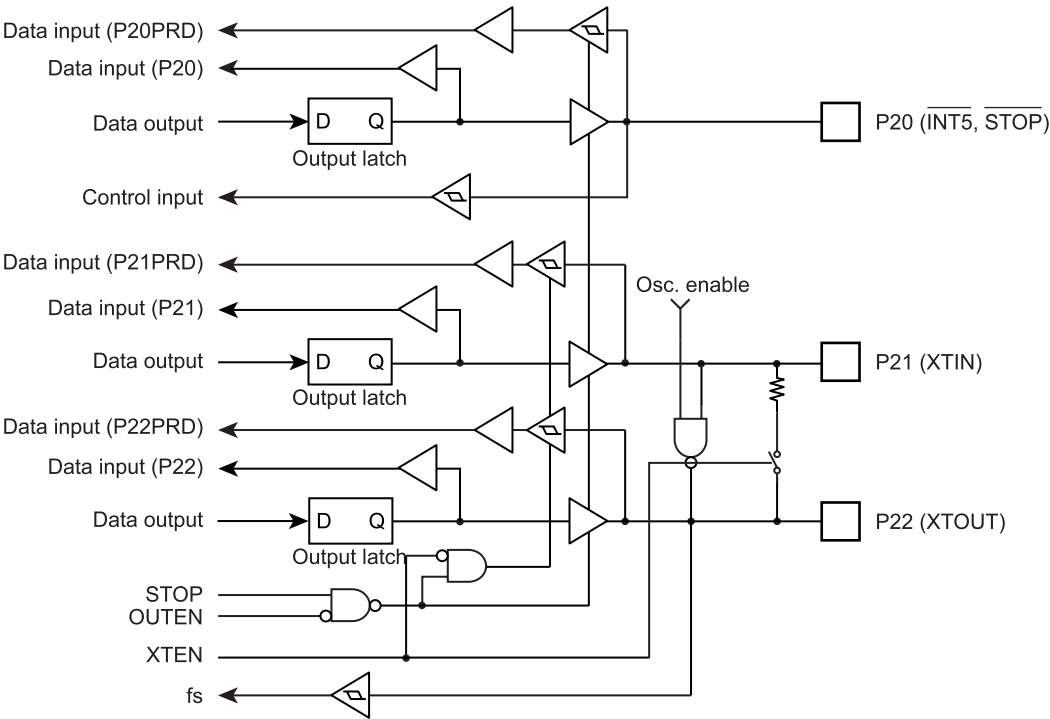 Data input (P20PRD)
Data input (P20)
Data output
D Q
Output latch
P20 (INT5, STOP)
Control input
Data input (P21PRD)
Osc. enable
Data input (P21)
Data output
D Q
Output latch
P21 (XTIN)
Data input (P22PRD)
Data input (P22)
Data output
D Q
Output latch
P22 (XTOUT)
STOP
OUTEN
XTEN
fs